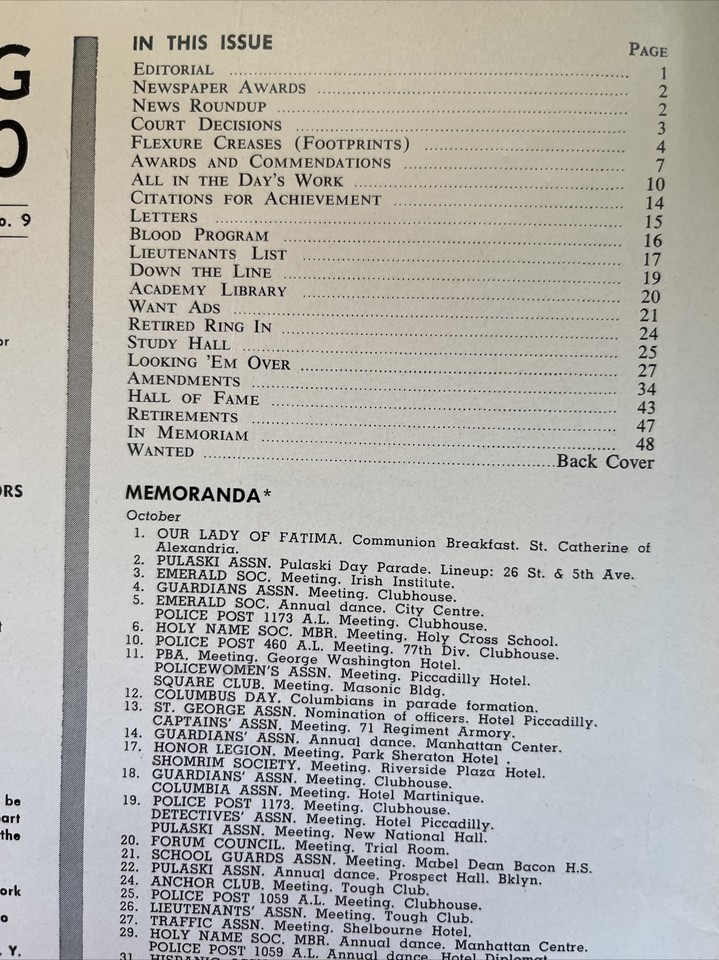 G
O
o. 9
or
ORS
t
be
art
the
ork
o
. Y.
IN THIS ISSUE
PAGE
EDITORIAL 1
NEWSPAPER AWARDS 2
NEWS ROUNDUP 2
COURT DECISIONS 3
FLEXURE CREASES (FOOTPRINTS) 4
AWARDS AND COMMENDATIONS 7
ALL IN THE DAY'S WORK 10
CITATIONS FOR ACHIEVEMENT 14
LETTERS 15
BLOOD PROGRAM 16
LIEUTENANTS LIST 17
DOWN THE LINE 19
ACADEMY LIBRARY 20
WANT ADS 21
RETIRED RING IN 24
STUDY HALL 25
LOOKING 'EM OVER 27
AMENDMENTS 34
HALL OF FAME 43
RETIREMENTS 47
IN MEMORIAM 48
WANTED Back Cover
MEMORANDA*
October
1. OUR LADY OF FATIMA. Communion Breakfast. St. Catherine of
Alexandria.
2. PULASKI ASSN. Pulaski Day Parade. Lineup: 26 St. & 5th Ave.
3. EMERALD SOC. Meeting. Irish Institute.
4. GUARDIANS ASSN. Meeting. Clubhouse.
5. EMERALD SOC. Annual dance. City Centre.
POLICE POST 1173 A.L. Meeting. Clubhouse.
6. HOLY NAME SOC. MBR. Meeting. Holy Cross School.
10. POLICE POST 460 A.L. Meeting. 77th Div. Clubhouse.
11. PBA. Meeting. George Washington Hotel.
POLICEWOMEN'S ASSN. Meeting. Piccadilly Hotel.
SQUARE CLUB. Meeting. Masonic Bldg.
12. COLUMBUS DAY. Columbians in parade formation.
13. ST. GEORGE ASSN. Nomination of officers. Hotel Piccadilly.
CAPTAINS' ASSN. Meeting. 71 Regiment Armory.
14. GUARDIANS' ASSN. Annual dance. Manhattan Center.
17. HONOR LEGION. Meeting. Park Sheraton Hotel .
SHOMRIM SOCIETY. Meeting. Riverside Plaza Hotel.
18. GUARDIANS' ASSN. Meeting. Clubhouse.
COLUMBIA ASSN. Meeting. Hotel Martinique.
19. POLICE POST 1173. Meeting. Clubhouse.
DETECTIVES' ASSN. Meeting. Hotel Piccadilly.
PULASKI ASSN. Meeting. New National Hall.
20. FORUM COUNCIL. Meeting. Trial Room.
21. SCHOOL GUARDS ASSN. Meeting. Mabel Dean Bacon H.S.
22. PULASKI ASSN. Annual dance. Prospect Hall. Bklyn.
24. ANCHOR CLUB. Meeting. Tough Club.
25. POLICE POST 1059 A.L. Meeting. Clubhouse.
26. LIEUTENANTS' ASSN. Meeting. Tough Club.
27. TRAFFIC ASSN. Meeting. Shelbourne Hotel.
29. HOLY NAME SOC. MBR. Annual dance. Manhattan Centre.
POLICE POST 1059 A.L. Annual dance. Hotel Diplomat.
31.